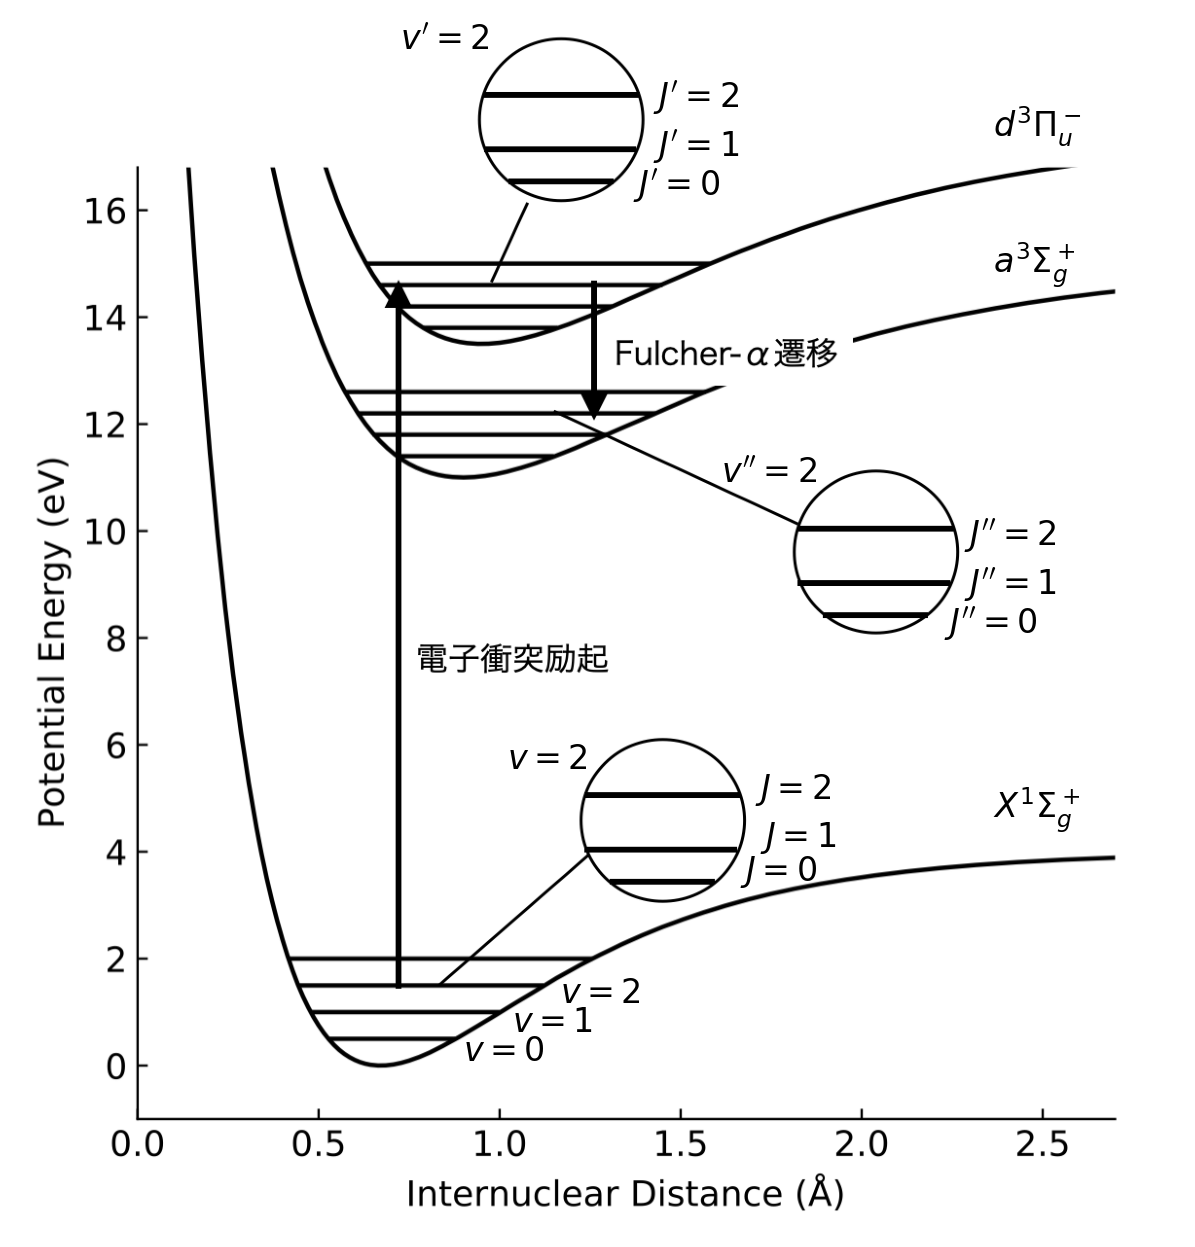 v′ = 2
J′ = 2
J′ = 1
J′ = 0
d³Π⁻ᵤ
a³Σ⁺g
Fulcher-α遷移
v″ = 2
J″ = 2
J″ = 1
J″ = 0
電子衝突励起
v = 2
J = 2
J = 1
J = 0
X¹Σ⁺g
v = 2
v = 1
v = 0
Potential Energy (eV)
16
14
12
10
8
6
4
2
0
0.0 0.5 1.0 1.5 2.0 2.5
Internuclear Distance (Å)